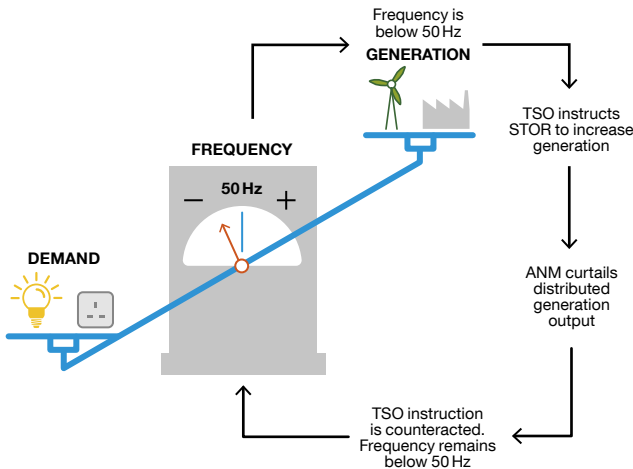 Frequency is
below 50 Hz
GENERATION
TSO instructs
STOR to increase
generation
FREQUENCY
50 Hz
− +
DEMAND
ANM curtails
distributed
generation
output
TSO instruction
is counteracted.
Frequency remains
below 50 Hz